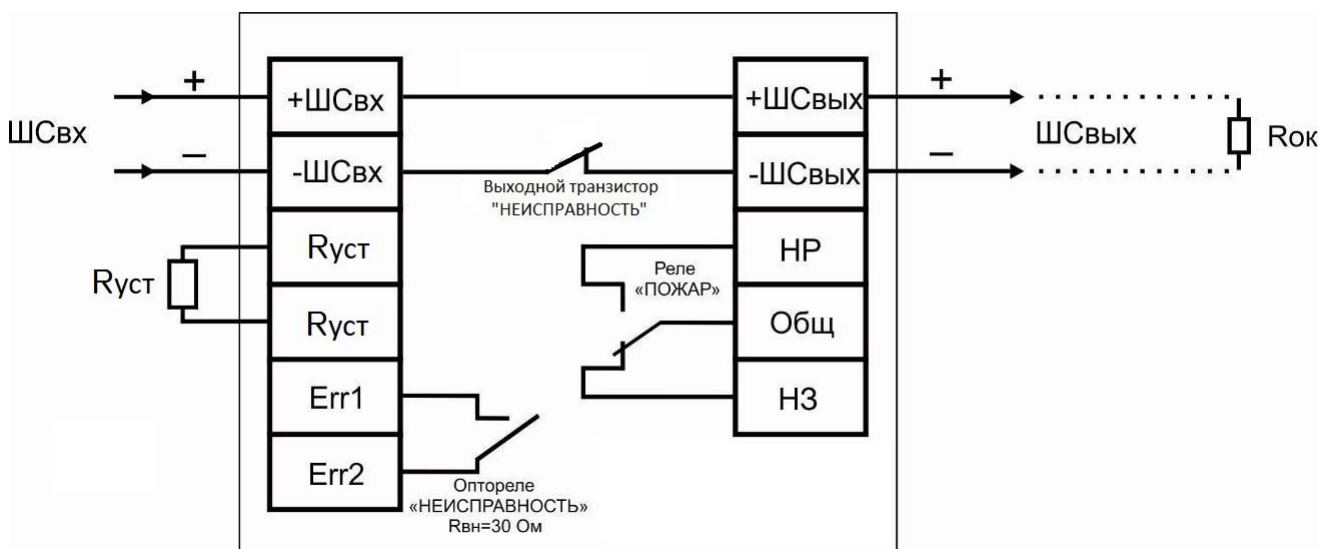 ШСвх
+
−
+ШСвх
-ШСвх
Rуст
Rуст
Rуст
Err1
Err2
Выходной транзистор
"НЕИСПРАВНОСТЬ"
Реле
«ПОЖАР»
Оптореле
«НЕИСПРАВНОСТЬ»
Rвн=30 Ом
+ШСвых
-ШСвых
НР
Общ
НЗ
+
−
ШСвых
Rок